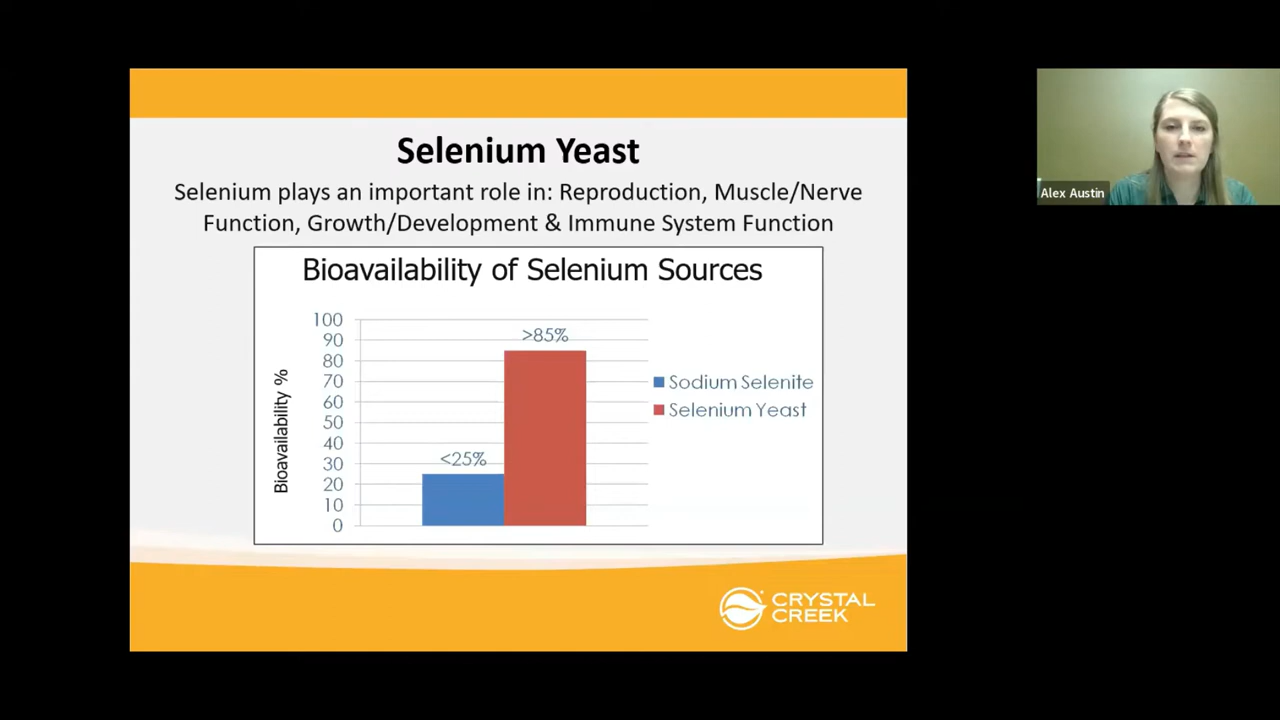 Selenium Yeast
Selenium plays an important role in: Reproduction, Muscle/Nerve
Function, Growth/Development & Immune System Function
Bioavailability of Selenium Sources
Bioavailability %
100
90
80
70
60
50
40
30
20
10
0
<25%
>85%
Sodium Selenite
Selenium Yeast
CRYSTAL
CREEK
Alex Austin